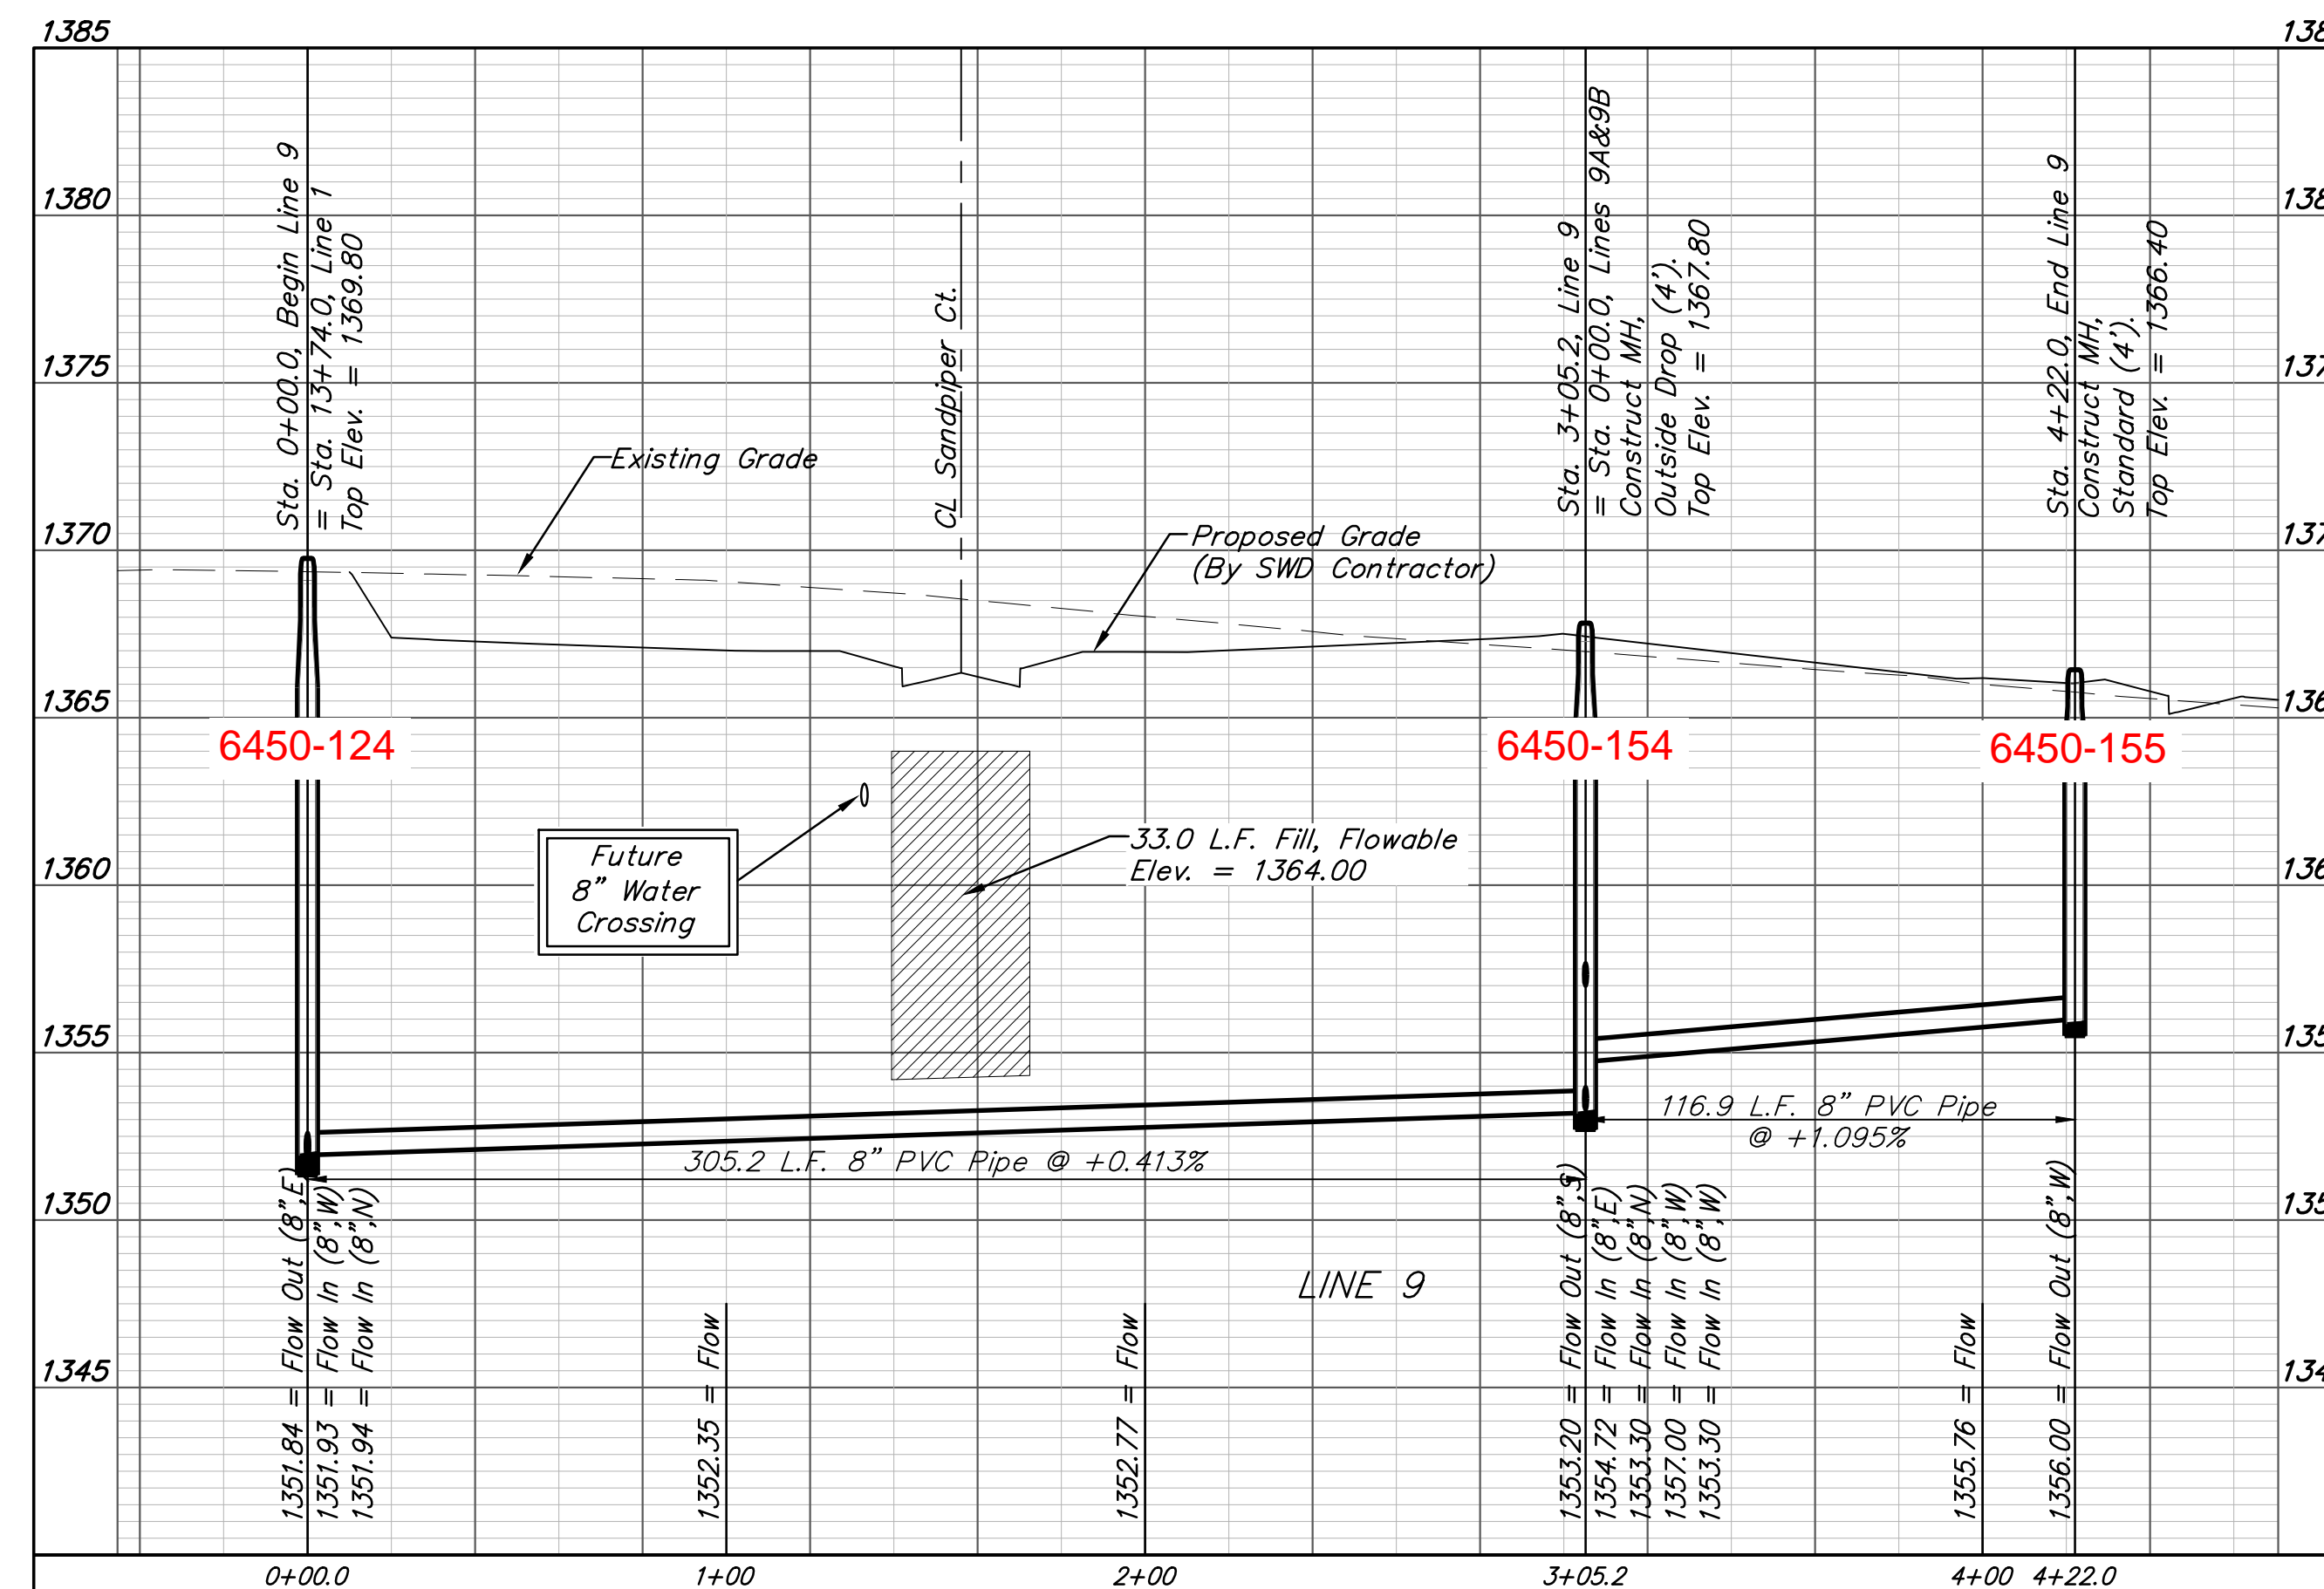 1385
138
1380
138
1375
137
1370
137
1365
136
1360
136
1355
135
1350
135
1345
134
Sta. 0+00.0, Begin Line 9
= Sta. 13+74.0, Line 1
Top Elev. = 1369.80
CL Sandpiper Ct.
Sta. 3+05.2, Line 9
= Sta. 0+00.0, Lines 9A&9B
Construct MH,
Outside Drop (4').
Top Elev. = 1367.80
Sta. 4+22.0, End Line 9
Construct MH,
Standard (4').
Top Elev. = 1366.40
Existing Grade
Proposed Grade
(By SWD Contractor)
6450-124
6450-154
6450-155
Future
8" Water
Crossing
33.0 L.F. Fill, Flowable
Elev. = 1364.00
305.2 L.F. 8" PVC Pipe @ +0.413%
116.9 L.F. 8" PVC Pipe
@ +1.095%
LINE 9
1351.84 = Flow Out (8",E)
1351.93 = Flow In (8",W)
1351.94 = Flow In (8",N)
1352.35 = Flow
1352.77 = Flow
1353.20 = Flow Out (8",S)
1354.72 = Flow In (8",E)
1353.30 = Flow In (8",N)
1357.00 = Flow In (8",W)
1353.30 = Flow In (8",W)
1355.76 = Flow
1356.00 = Flow Out (8",W)
0+00.0
1+00
2+00
3+05.2
4+00
4+22.0